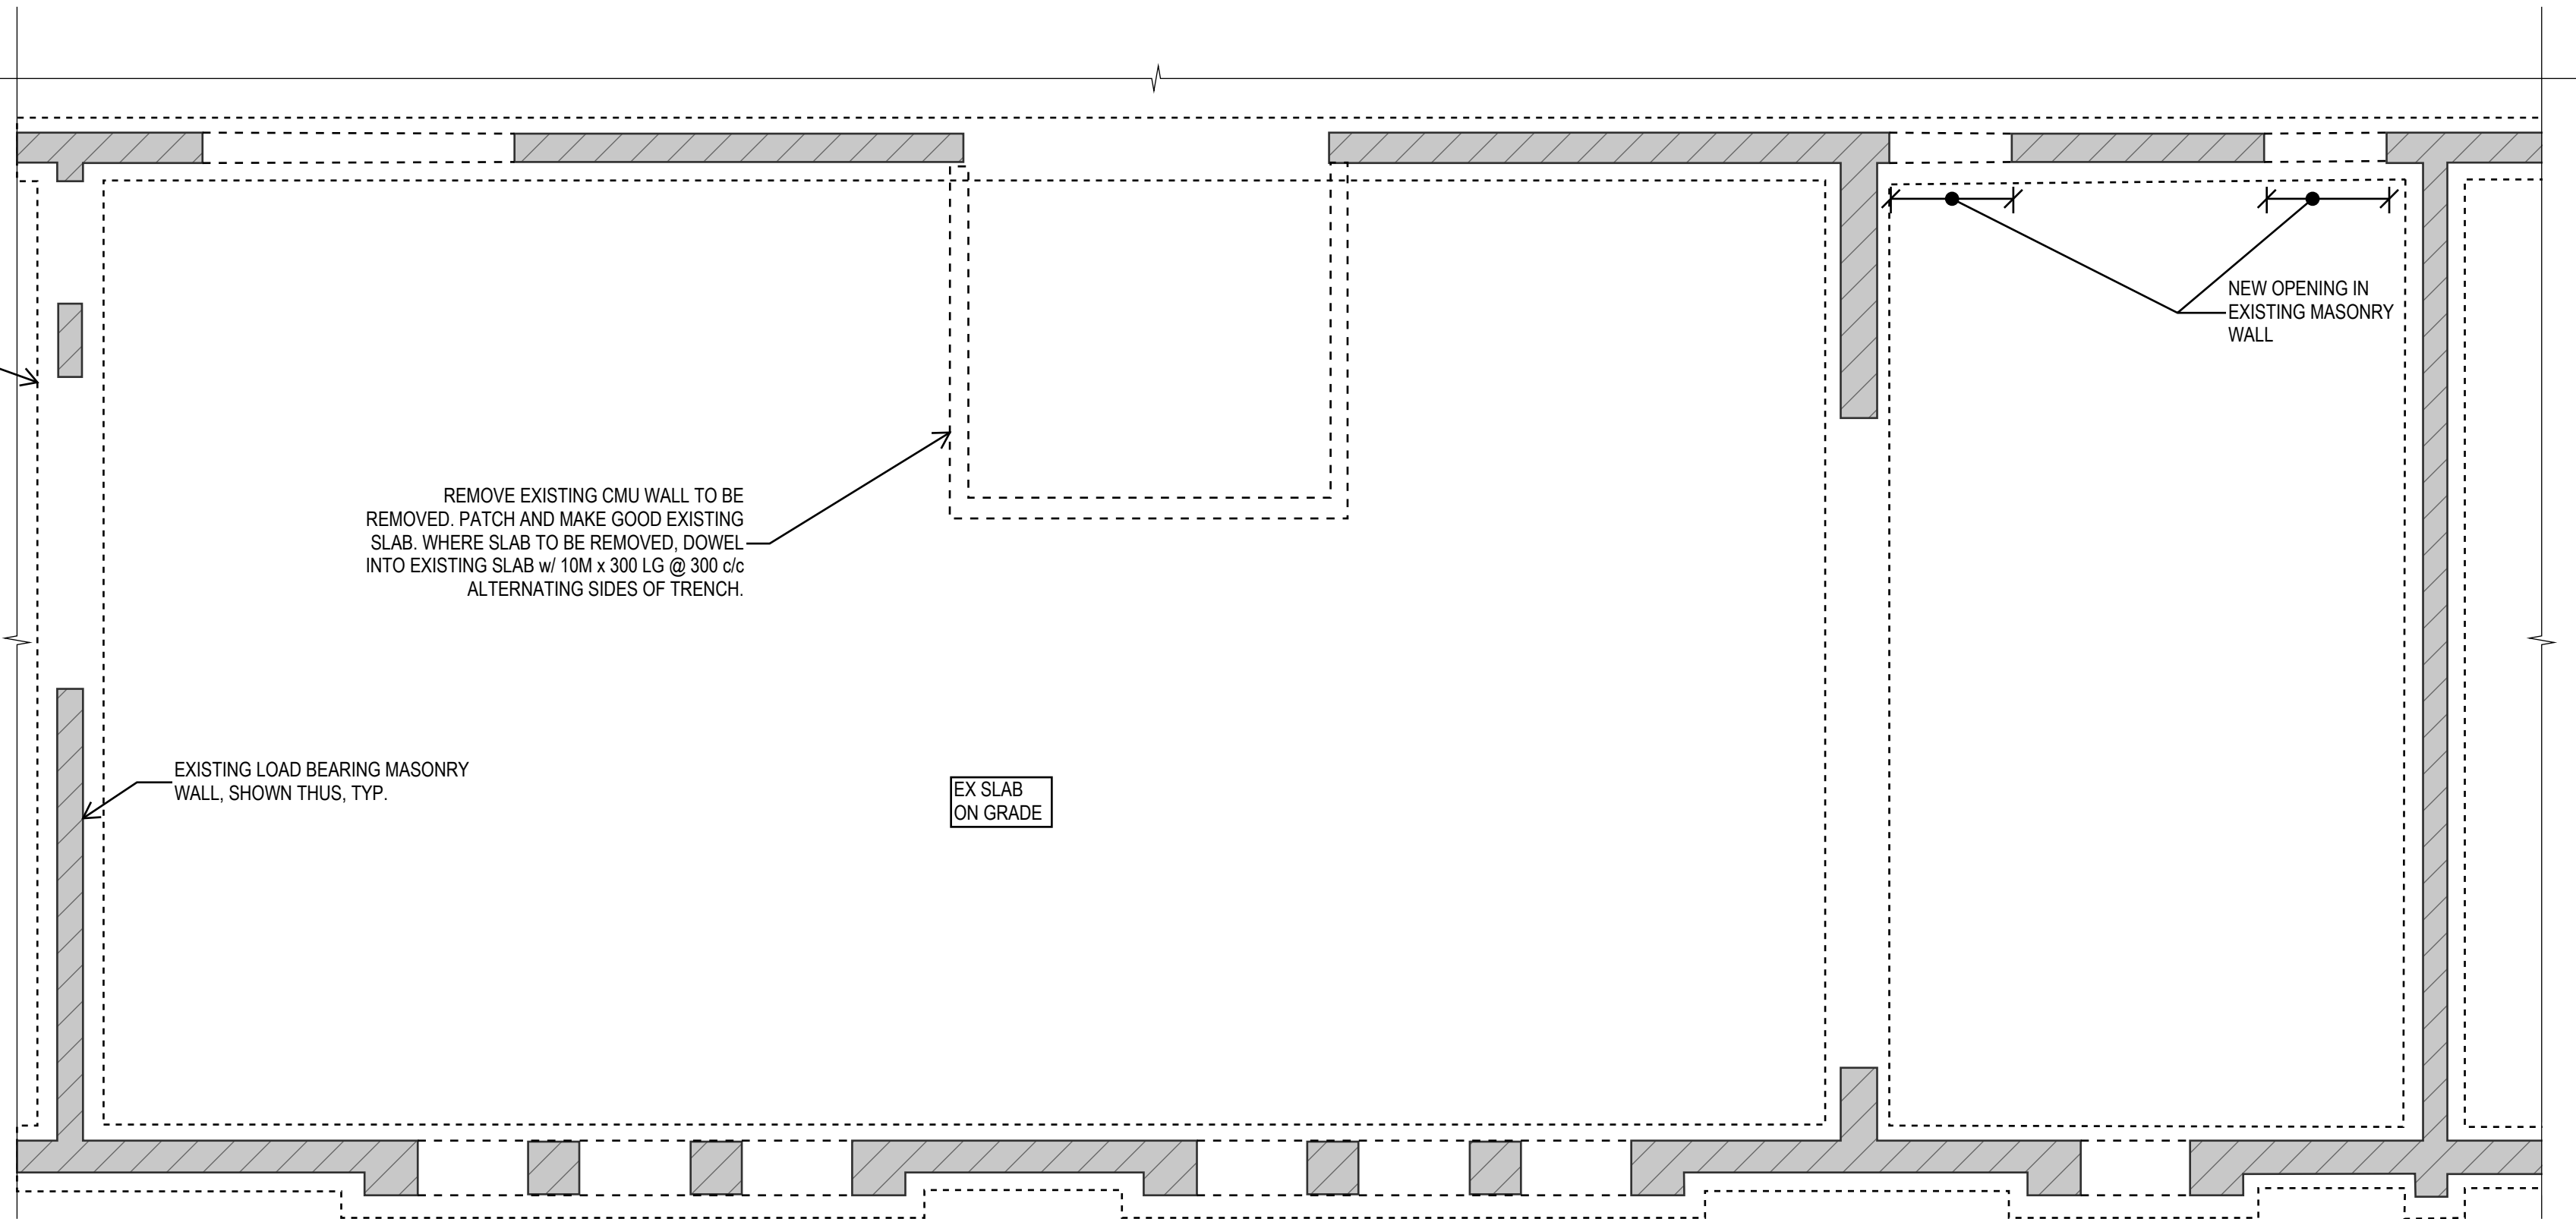 NEW OPENING IN
EXISTING MASONRY
WALL
REMOVE EXISTING CMU WALL TO BE
REMOVED. PATCH AND MAKE GOOD EXISTING
SLAB. WHERE SLAB TO BE REMOVED, DOWEL
INTO EXISTING SLAB w/ 10M x 300 LG @ 300 c/c
ALTERNATING SIDES OF TRENCH.
EXISTING LOAD BEARING MASONRY
WALL, SHOWN THUS, TYP.
EX SLAB
ON GRADE